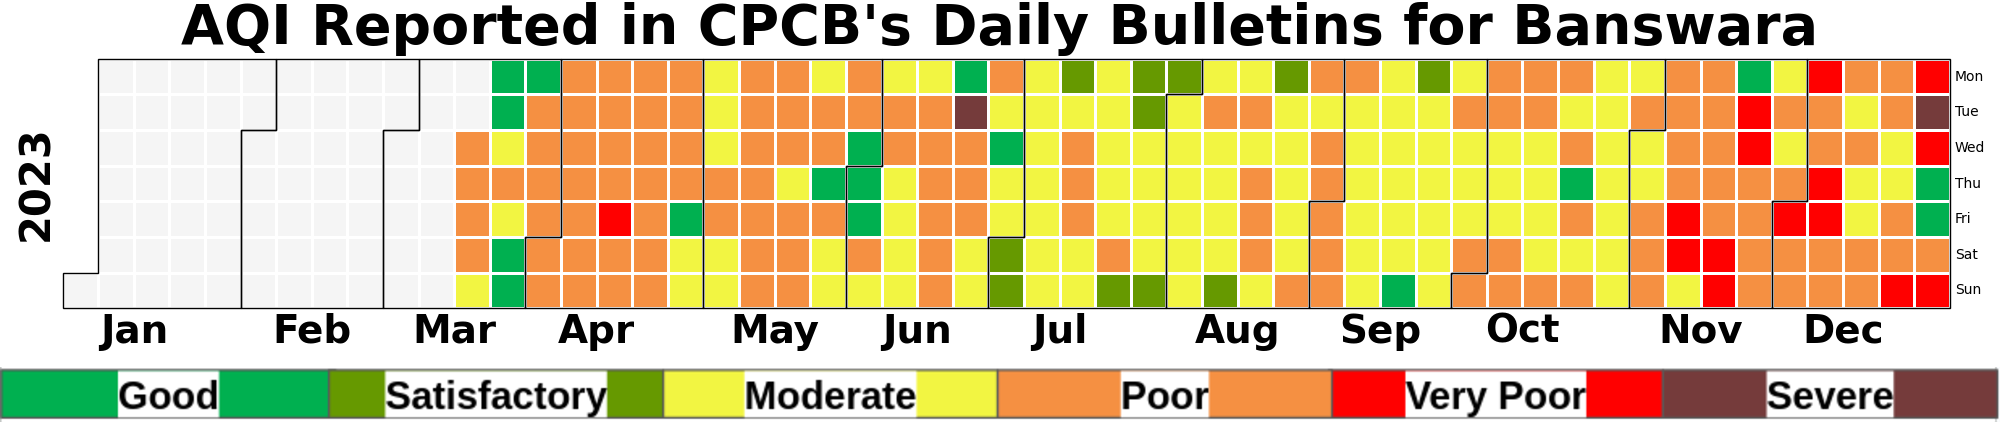 AQI Reported in CPCB's Daily Bulletins for Banswara
2023
Mon
Tue
Wed
Thu
Fri
Sat
Sun
Jan Feb Mar Apr May Jun Jul Aug Sep Oct Nov Dec
Good Satisfactory Moderate Poor Very Poor Severe